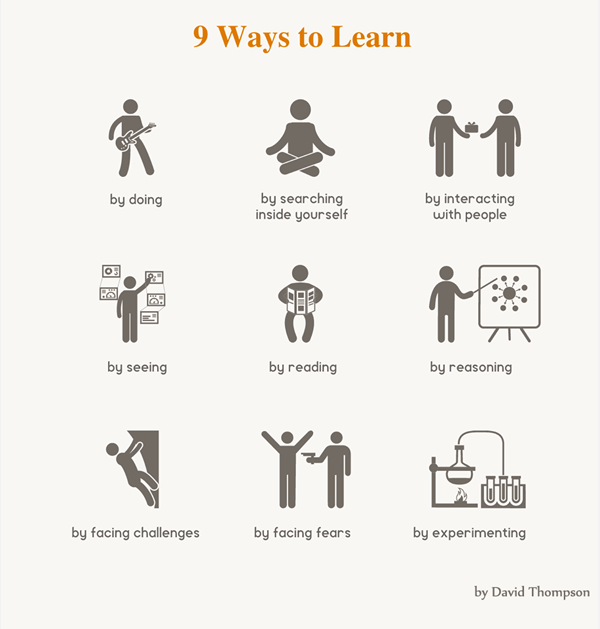 9 Ways to Learn
by doing
by searching
inside yourself
by interacting
with people
by seeing
by reading
by reasoning
by facing challenges
by facing fears
by experimenting
by David Thompson